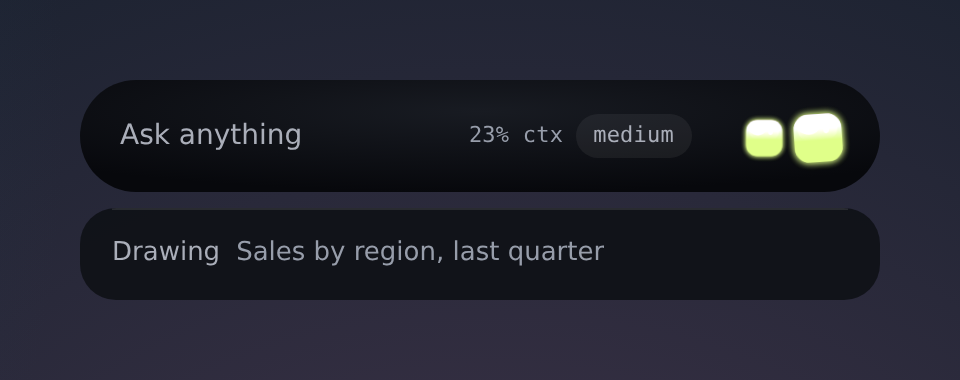 Ask anything 23% ctx medium
Drawing Sales by region, last quarter